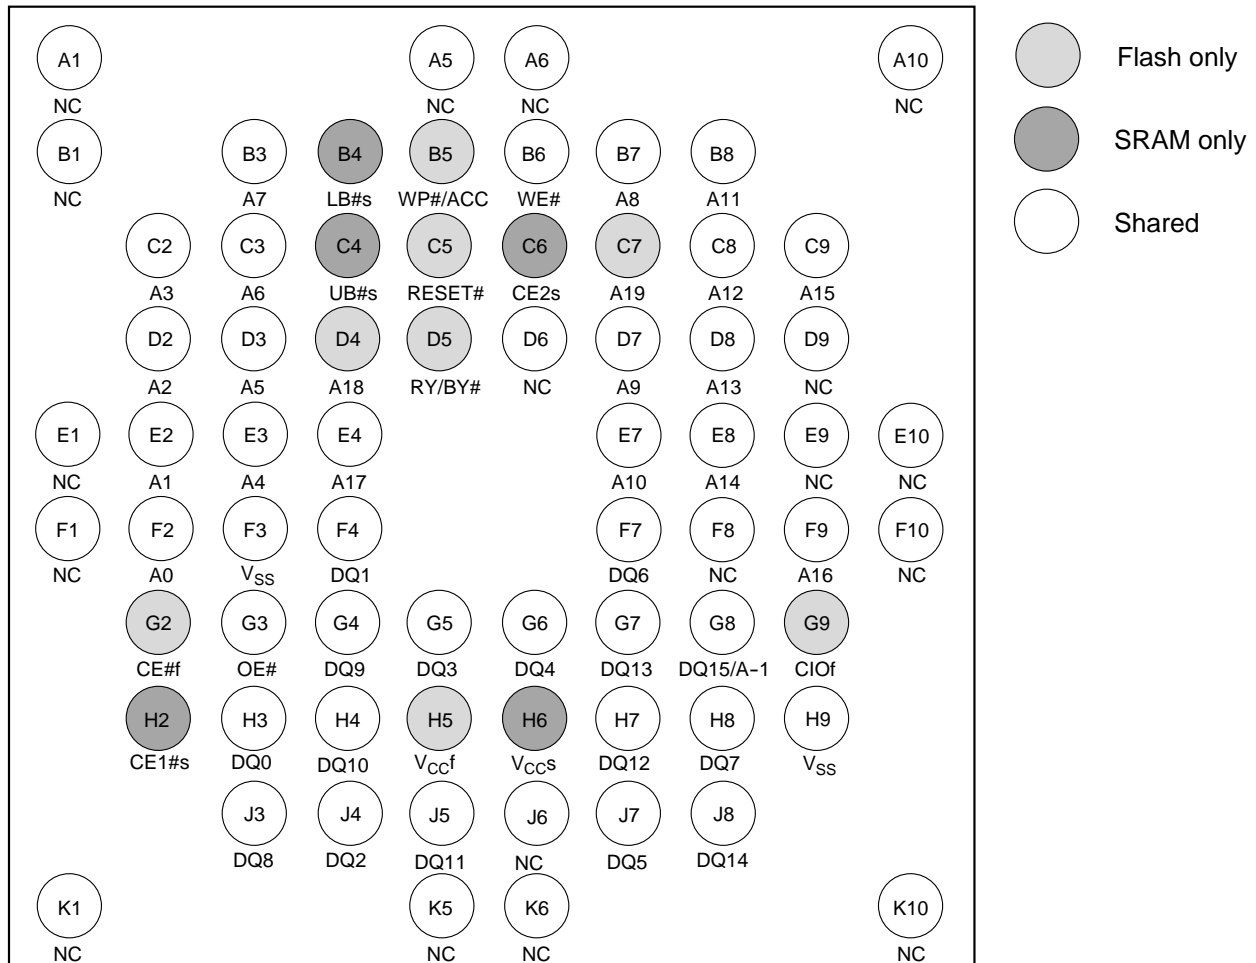 A1 A5 A6 A10 Flash only
NC NC NC NC
SRAM only
B1 B3 B4 B5 B6 B7 B8
NC A7 LB#s WP#/ACC WE# A8 A11
Shared
C2 C3 C4 C5 C6 C7 C8 C9
A3 A6 UB#s RESET# CE2s A19 A12 A15
D2 D3 D4 D5 D6 D7 D8 D9
A2 A5 A18 RY/BY# NC A9 A13 NC
E1 E2 E3 E4 E7 E8 E9 E10
NC A1 A4 A17 A10 A14 NC NC
F1 F2 F3 F4 F7 F8 F9 F10
NC A0 VSS DQ1 DQ6 NC A16 NC
G2 G3 G4 G5 G6 G7 G8 G9
CE#f OE# DQ9 DQ3 DQ4 DQ13 DQ15/A-1 CIOf
H2 H3 H4 H5 H6 H7 H8 H9
CE1#s DQ0 DQ10 VCCf VCCs DQ12 DQ7 VSS
J3 J4 J5 J6 J7 J8
DQ8 DQ2 DQ11 NC DQ5 DQ14
K1 K5 K6 K10
NC NC NC NC